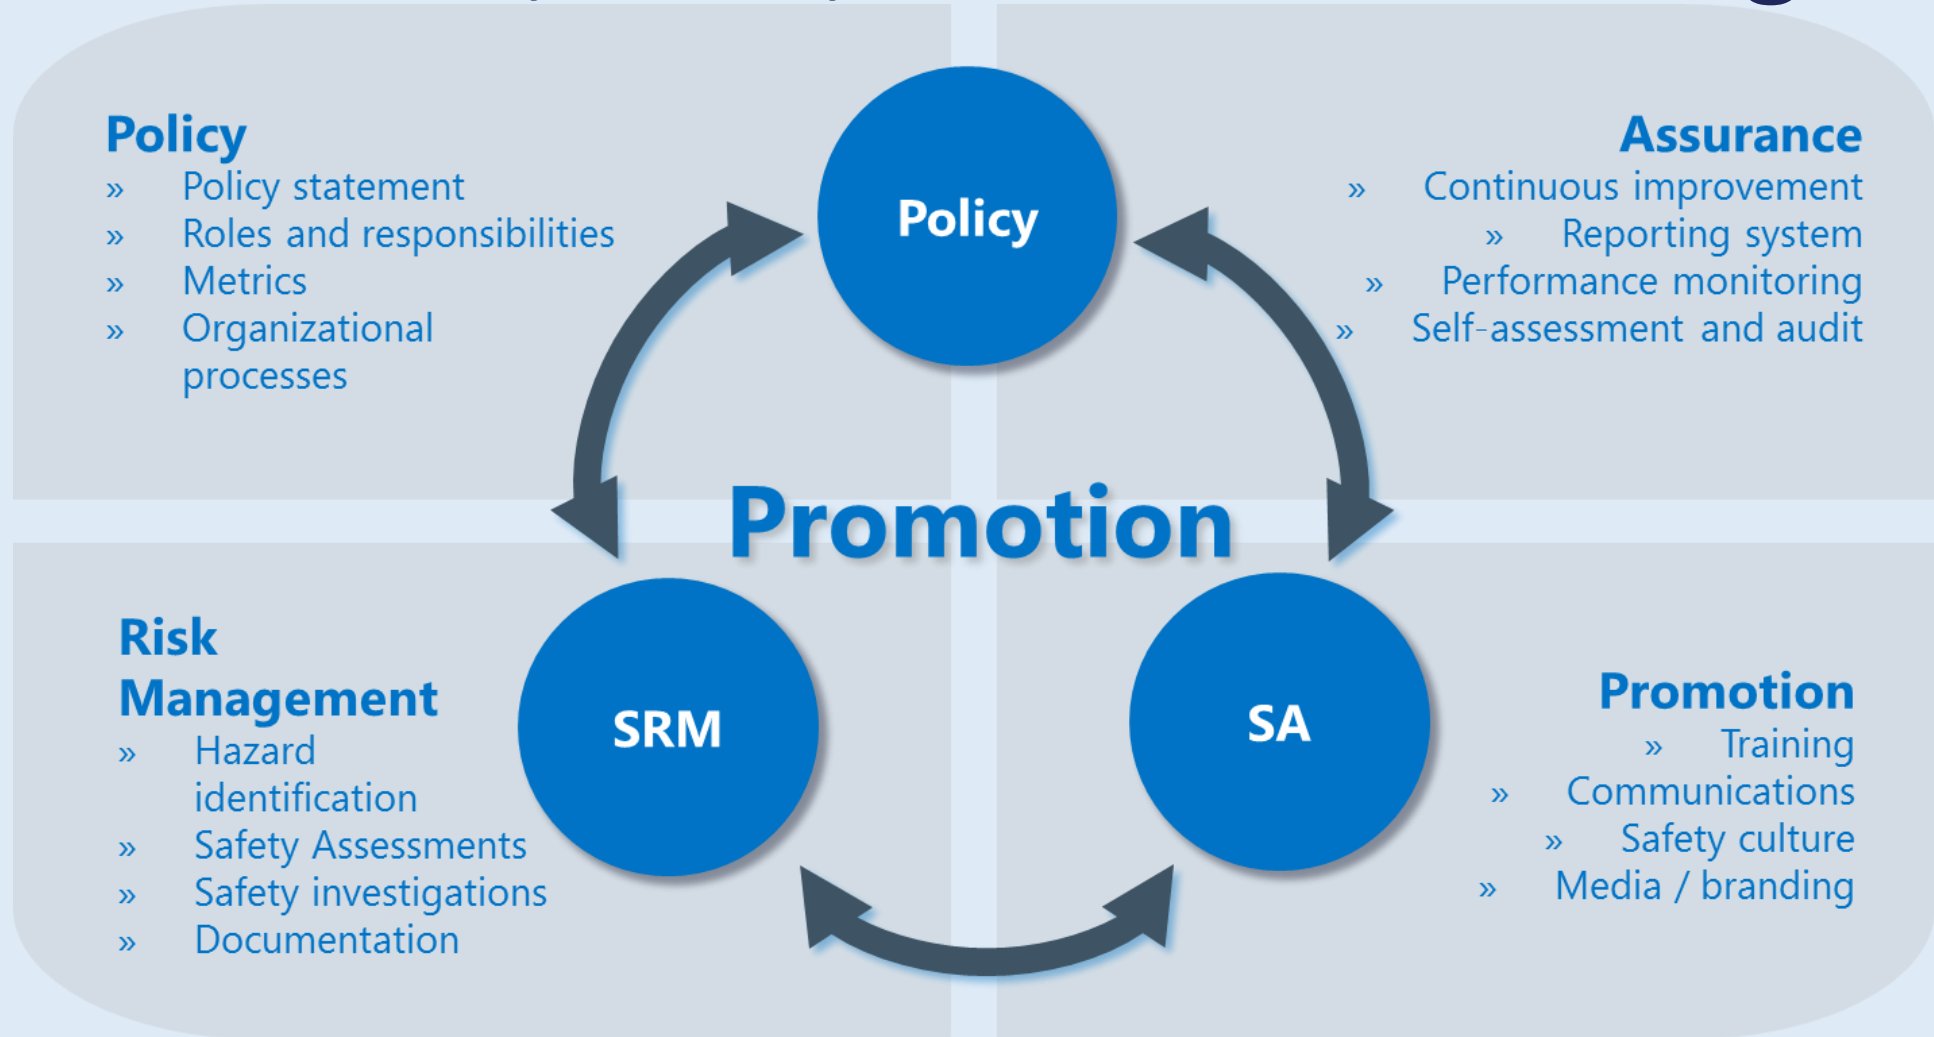 Policy
» Policy statement
» Roles and responsibilities
» Metrics
» Organizational
processes
Assurance
» Continuous improvement
» Reporting system
» Performance monitoring
» Self-assessment and audit
Policy
Promotion
SRM
SA
Risk
Management
» Hazard
identification
» Safety Assessments
» Safety investigations
» Documentation
Promotion
» Training
» Communications
» Safety culture
» Media / branding